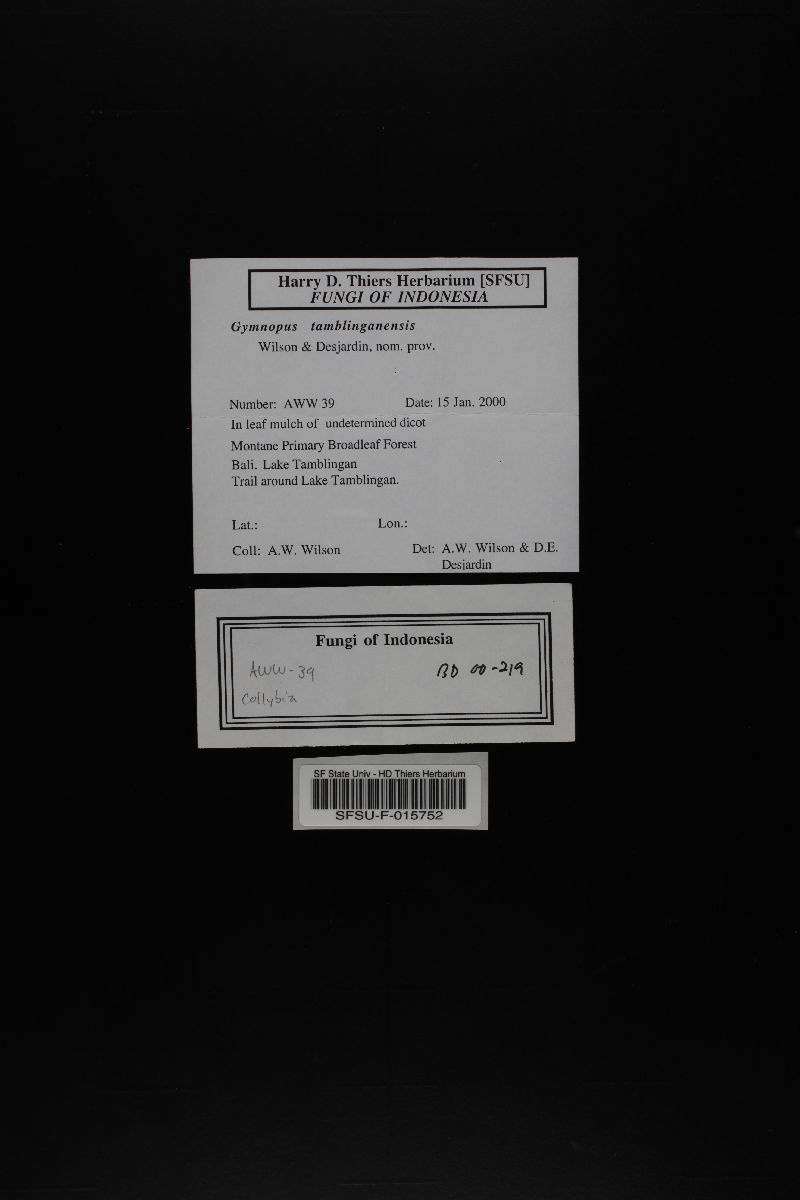 Harry D. Thiers Herbarium [SFSU]
FUNGI OF INDONESIA
Gymnopus tamblinganensis
Wilson & Desjardin, nom. prov.
Number: AWW 39 Date: 15 Jan. 2000
In leaf mulch of undetermined dicot
Montane Primary Broadleaf Forest
Bali. Lake Tamblingan
Trail around Lake Tamblingan.
Lat.: Lon.:
Coll: A.W. Wilson Det: A.W. Wilson & D.E.
Desjardin
Fungi of Indonesia
AWW-39 BD 00-219
Collybia
SF State Univ - HD Thiers Herbarium
SFSU-F-015752